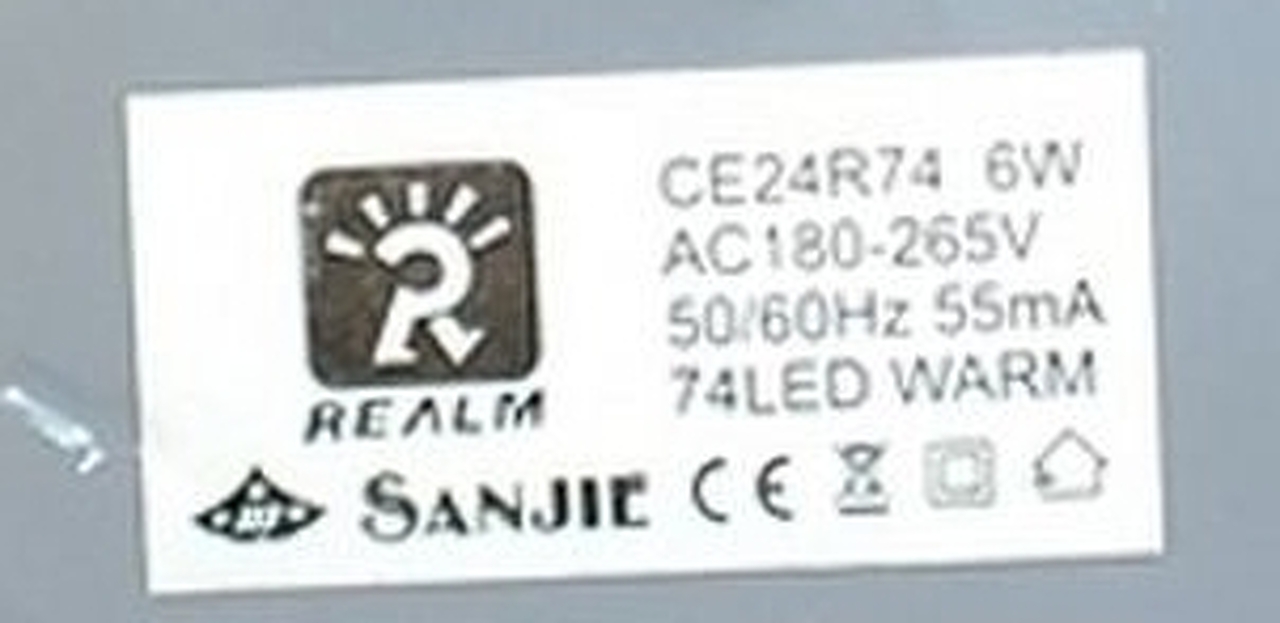 REALM
CE24R74 6W
AC180-265V
50/60Hz 55mA
74LED WARM
SANJIE CE